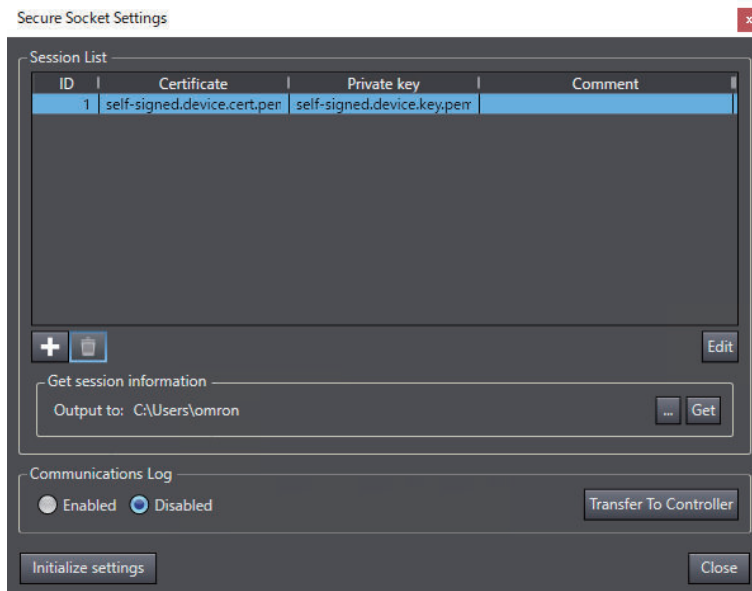 Secure Socket Settings
x
Session List
ID Certificate Private key Comment
1 self-signed.device.cert.pem self-signed.device.key.pem
Edit
Get session information
Output to: C:\Users\omron ... Get
Communications Log
Enabled Disabled Transfer To Controller
Initialize settings Close